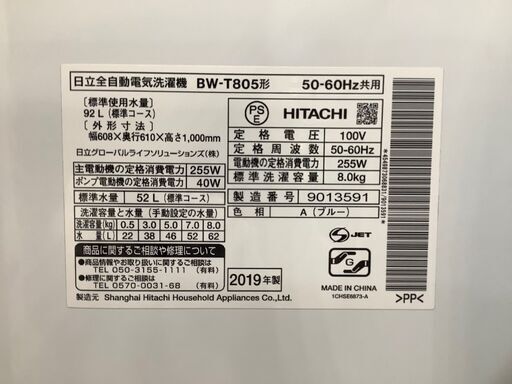 日立全自動電気洗濯機 BW-T805形 50-60Hz共用
［標準使用水量］
92 L（標準コース）
［外形寸法］
幅608×奥行610×高さ1,000mm
日立グローバルライフソリューションズ（株）
主電動機の定格消費電力 255W
ポンプ電動機の定格消費電力 40W
標準水量 52 L（標準コース）
洗濯容量と水量（手動設定の水量）
洗濯容量(kg) 0.5 3.0 5.0 7.0 8.0
水量(L) 22 38 46 52 62
商品に関するご相談や修理について
●商品情報やお取り扱いに関するご相談
TEL 050-3155-1111（有料）
●修理に関するご相談
TEL 0570-0031-68（有料）
製造元 Shanghai Hitachi Household Appliances Co.,Ltd.
PS
E
HITACHI
定格電圧 100V
定格周波数 50-60Hz
電動機の定格消費電力 255W
標準洗濯容量 8.0kg
製造番号 9013591
色相 A（ブルー）
2019年製
S JET
G
MADE IN CHINA
1CHSE6873-A
>PP<